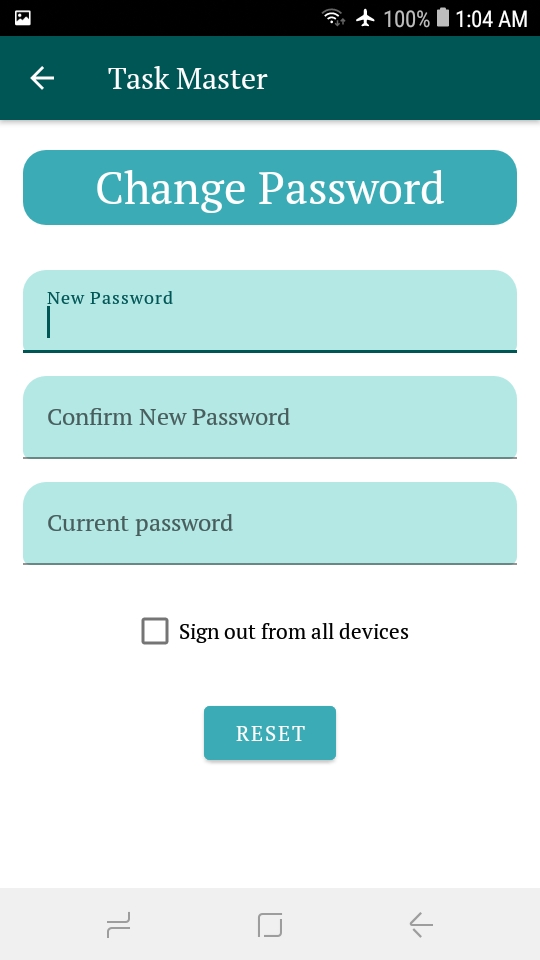 100% 1:04 AM
Task Master
Change Password
New Password
Confirm New Password
Current password
Sign out from all devices
RESET